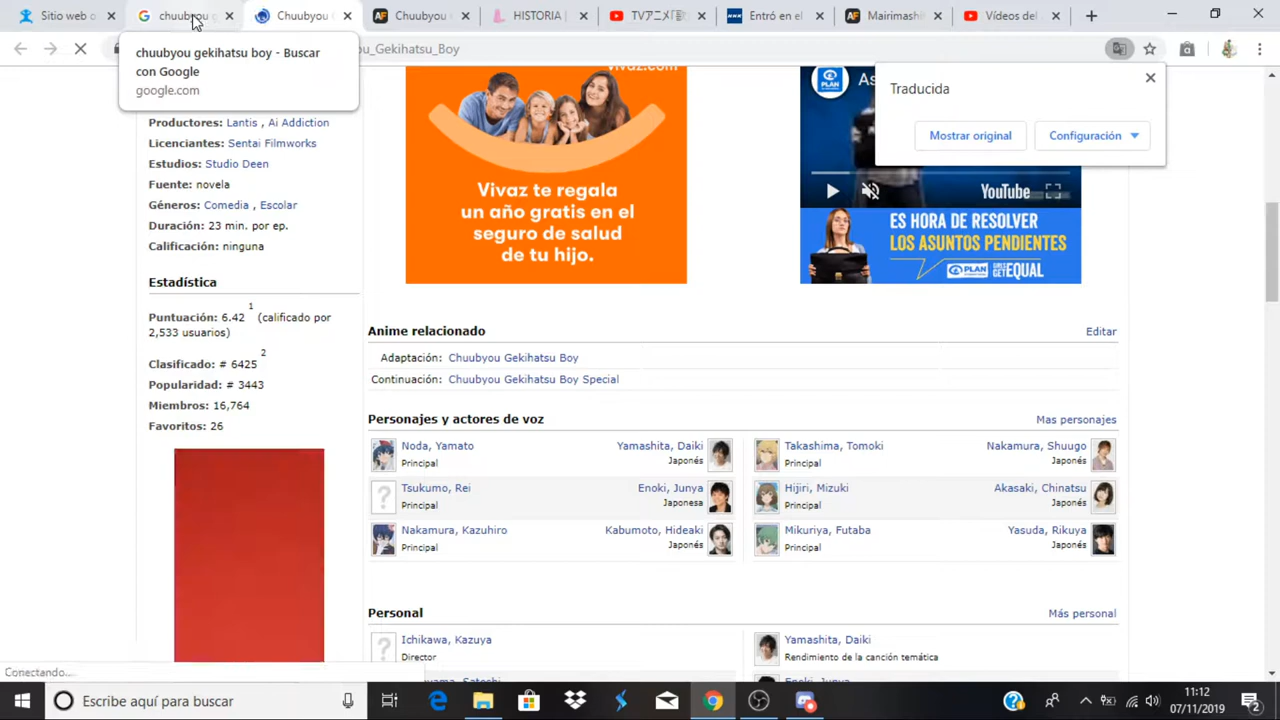 Sitio web o
chuubyou g
Chuubyou
Chuubyou
HISTORIA |
TVアニメ『
Entró en el
Mairimashi
Vídeos del
chuubyou gekihatsu boy - Buscar
con Google
google.com
u_Gekihatsu_Boy
Traducida
Mostrar original
Configuración
Productores: Lantis , Ai Addiction
Licenciantes: Sentai Filmworks
Estudios: Studio Deen
Fuente: novela
Géneros: Comedia , Escolar
Duración: 23 min. por ep.
Calificación: ninguna
Estadística
Puntuación: 6.42 1 (calificado por
2,533 usuarios)
Clasificado: # 6425 2
Popularidad: # 3443
Miembros: 16,764
Favoritos: 26
vivaz.com
Vivaz te regala
un año gratis en el
seguro de salud
de tu hijo.
PLAN
YouTube
ES HORA DE RESOLVER
LOS ASUNTOS PENDIENTES
PLAN
GIRLS
GET EQUAL
Anime relacionado
Editar
Adaptación: Chuubyou Gekihatsu Boy
Continuación: Chuubyou Gekihatsu Boy Special
Personajes y actores de voz
Mas personajes
Noda, Yamato
Principal
Yamashita, Daiki
Japonés
Takashima, Tomoki
Principal
Nakamura, Shuugo
Japonés
Tsukumo, Rei
Principal
Enoki, Junya
Japonesa
Hijiri, Mizuki
Principal
Akasaki, Chinatsu
Japonés
Nakamura, Kazuhiro
Principal
Kabumoto, Hideaki
Japonés
Mikuriya, Futaba
Principal
Yasuda, Rikuya
Japonés
Personal
Más personal
Ichikawa, Kazuya
Director
Yamashita, Daiki
Rendimiento de la canción temática
Conectando...
Escribe aquí para buscar
11:12
07/11/2019
2